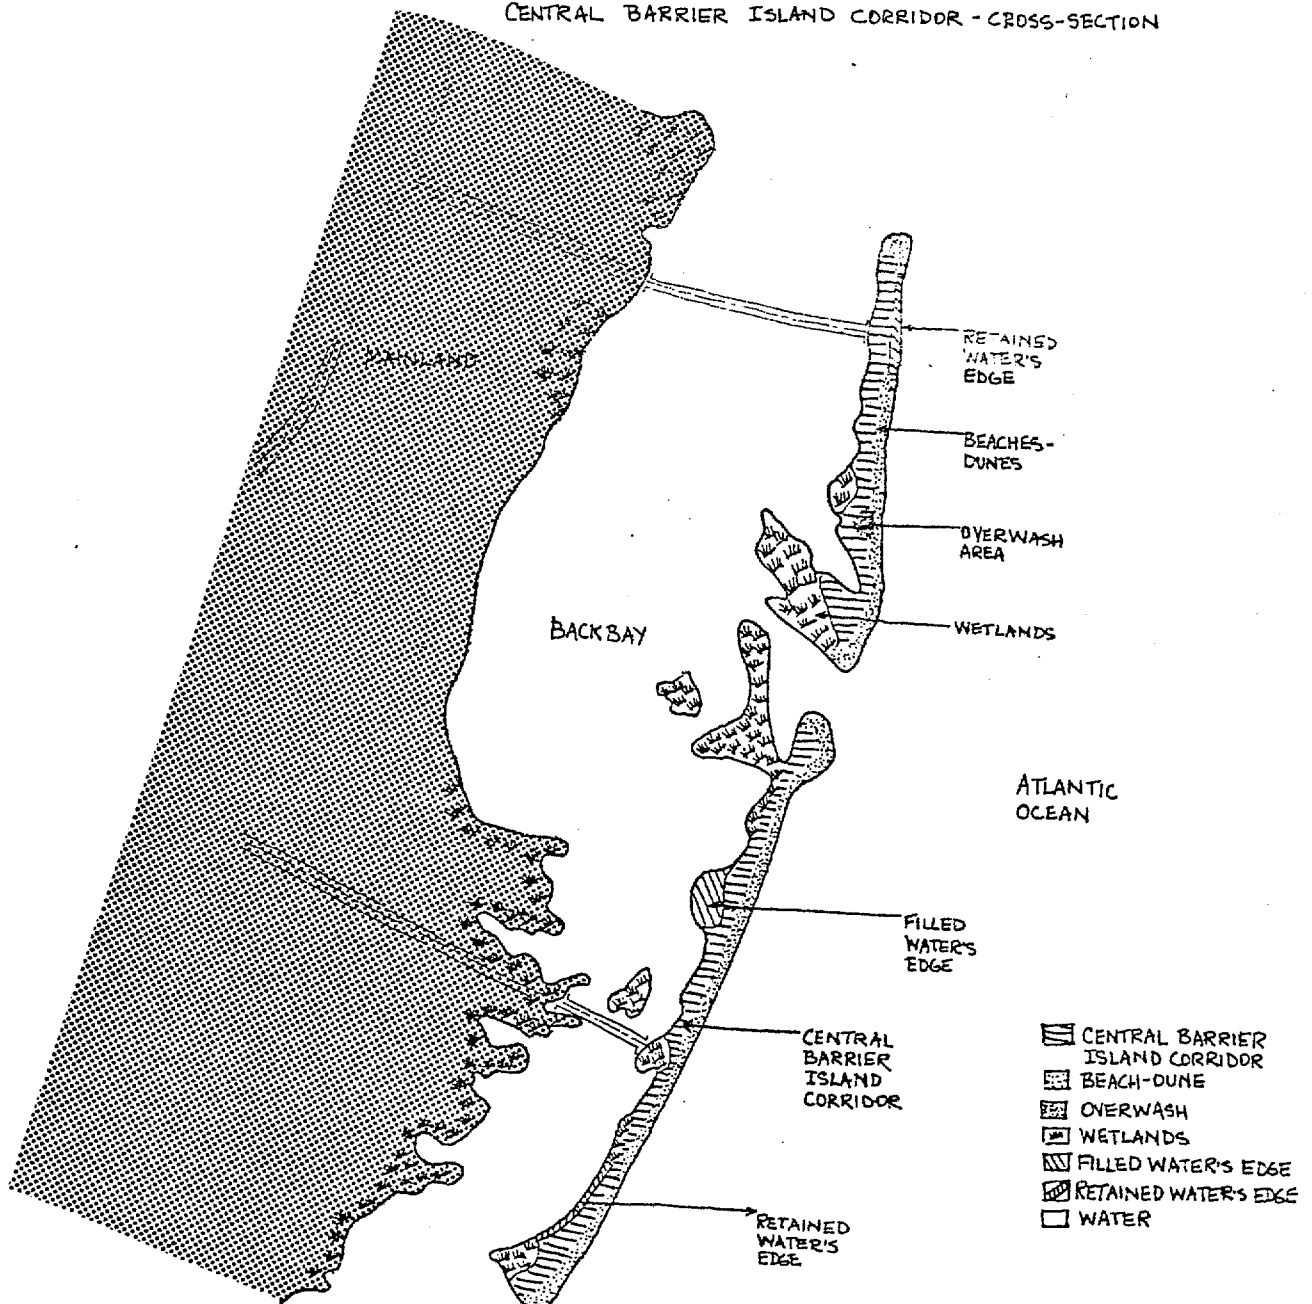 CENTRAL BARRIER ISLAND CORRIDOR - CROSS-SECTION
MAINLAND
RETAINED
WATER'S
EDGE
BEACHES-
DUNES
OVERWASH
AREA
WETLANDS
BACKBAY
ATLANTIC
OCEAN
FILLED
WATER'S
EDGE
CENTRAL
BARRIER
ISLAND
CORRIDOR
RETAINED
WATER'S
EDGE
CENTRAL BARRIER
ISLAND CORRIDOR
BEACH-DUNE
OVERWASH
WETLANDS
FILLED WATER'S EDGE
RETAINED WATER'S EDGE
WATER